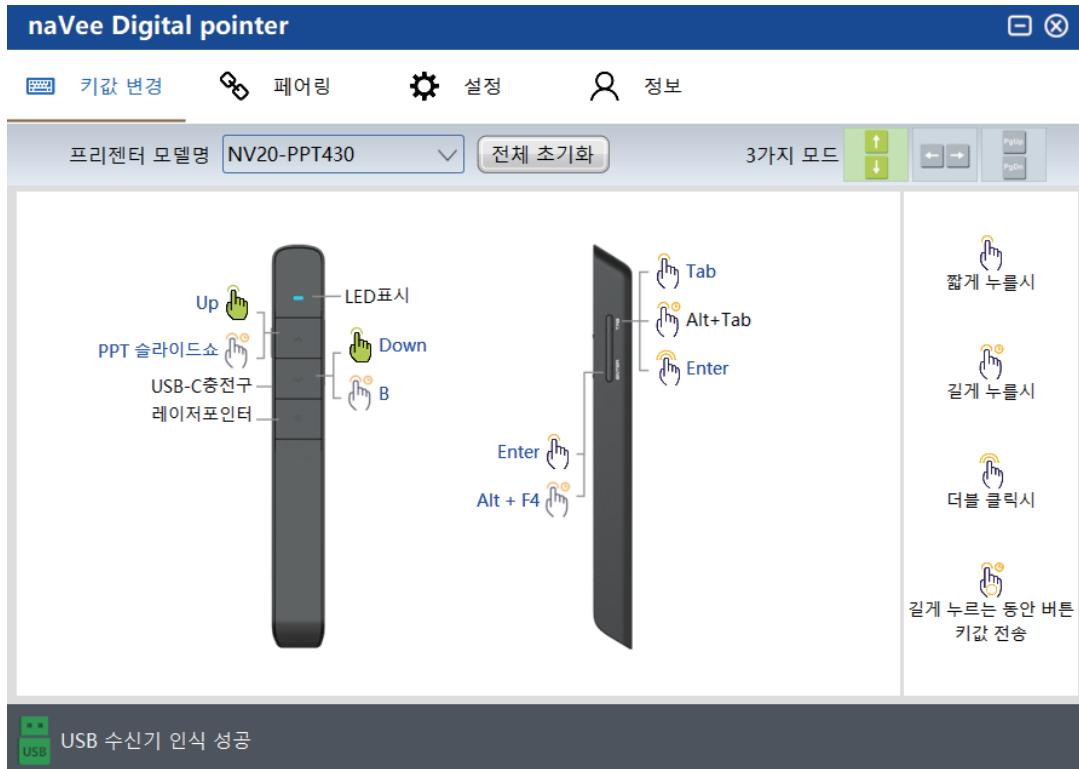 naVee Digital pointer
키값 변경
페어링
설정
정보
프리젠터 모델명
NV20-PPT430
전체 초기화
3가지 모드
PgUp
PgDn
Up
LED표시
PPT 슬라이드쇼
Down
USB-C충전구
B
레이저포인터
Tab
Alt+Tab
Enter
TAB
ENTER
Enter
Alt + F4
짧게 누를시
길게 누를시
더블 클릭시
길게 누르는 동안 버튼
키값 전송
USB
USB 수신기 인식 성공